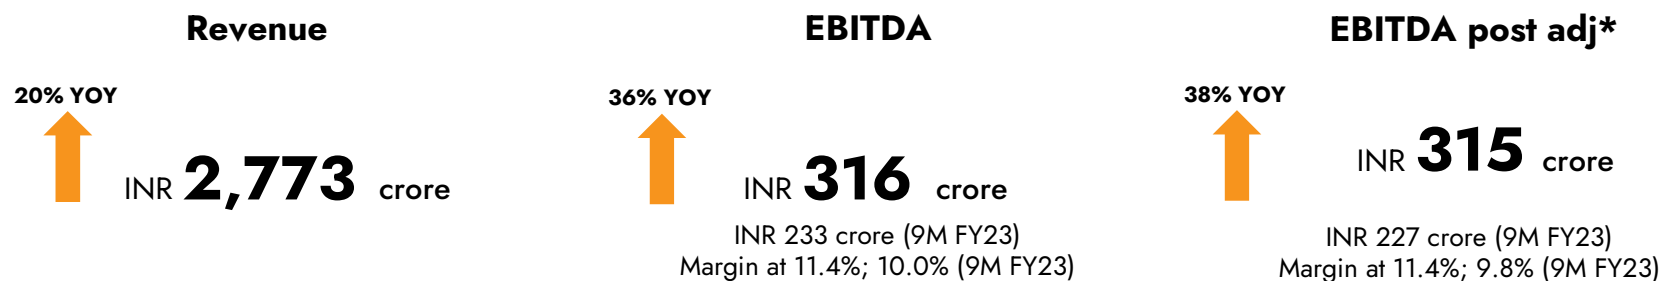 Revenue
20% YOY
INR 2,773 crore
EBITDA
36% YOY
INR 316 crore
INR 233 crore (9M FY23)
Margin at 11.4%; 10.0% (9M FY23)
EBITDA post adj*
38% YOY
INR 315 crore
INR 227 crore (9M FY23)
Margin at 11.4%; 9.8% (9M FY23)